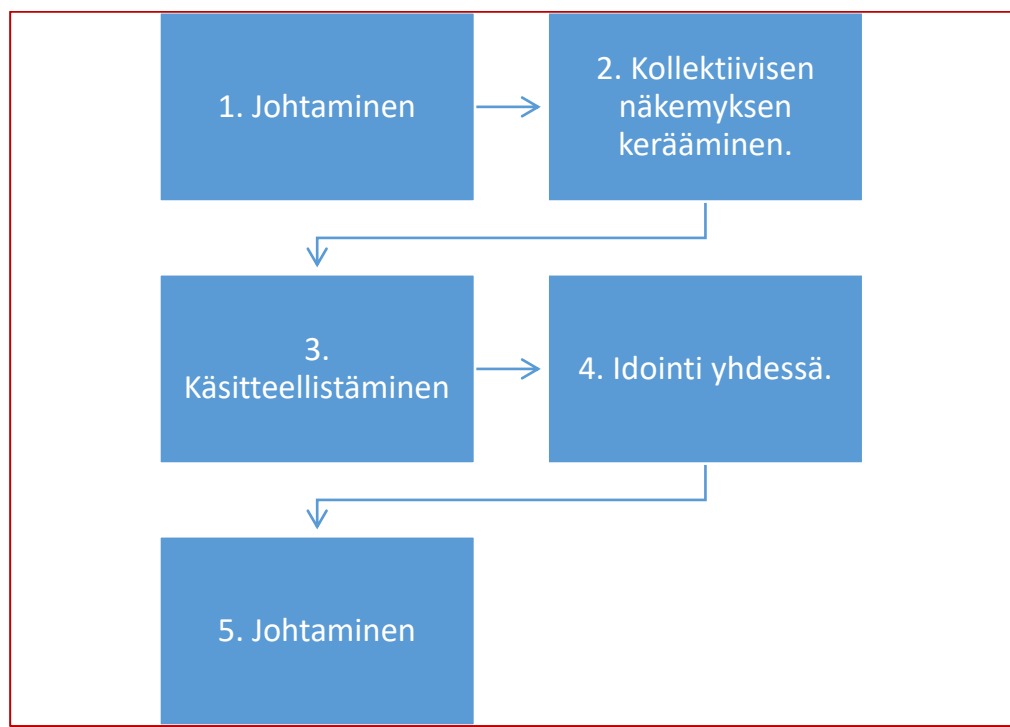 1. Johtaminen
2. Kollektiivisen
näkemyksen
kerääminen.
3.
Käsitteellistäminen
4. Idointi yhdessä.
5. Johtaminen